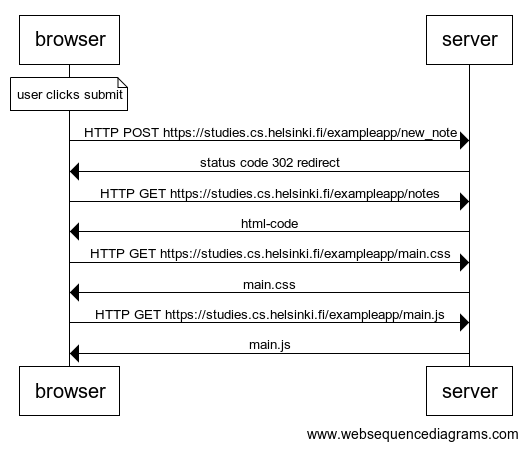 browser
server
user clicks submit
HTTP POST https://studies.cs.helsinki.fi/exampleapp/new_note
status code 302 redirect
HTTP GET https://studies.cs.helsinki.fi/exampleapp/notes
html-code
HTTP GET https://studies.cs.helsinki.fi/exampleapp/main.css
main.css
HTTP GET https://studies.cs.helsinki.fi/exampleapp/main.js
main.js
browser
server
www.websequencediagrams.com